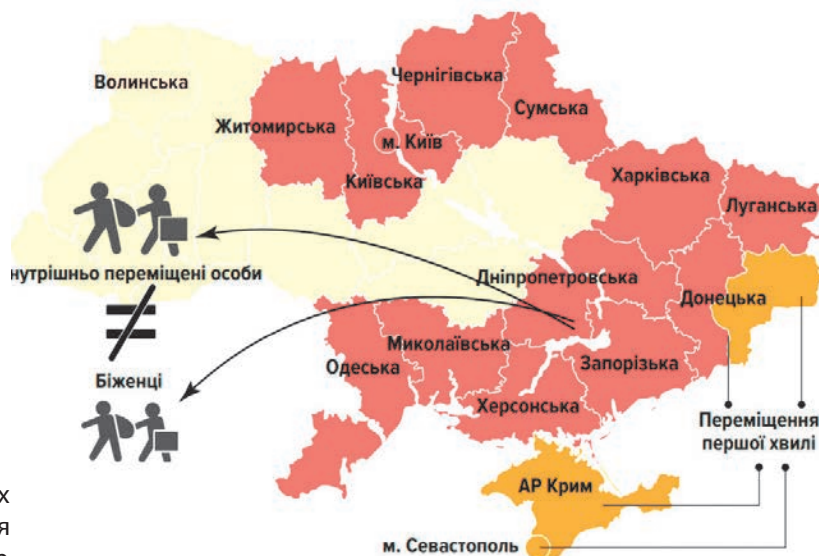 Волинська
Житомирська
Чернігівська
Сумська
м. Київ
Київська
Харківська
Луганська
нутрішньо переміщені особи
≠
Біженці
Дніпропетровська
Донецька
Миколаївська
Одеська
Запорізька
Херсонська
Переміщення
першої хвилі
АР Крим
м. Севастополь
х
я